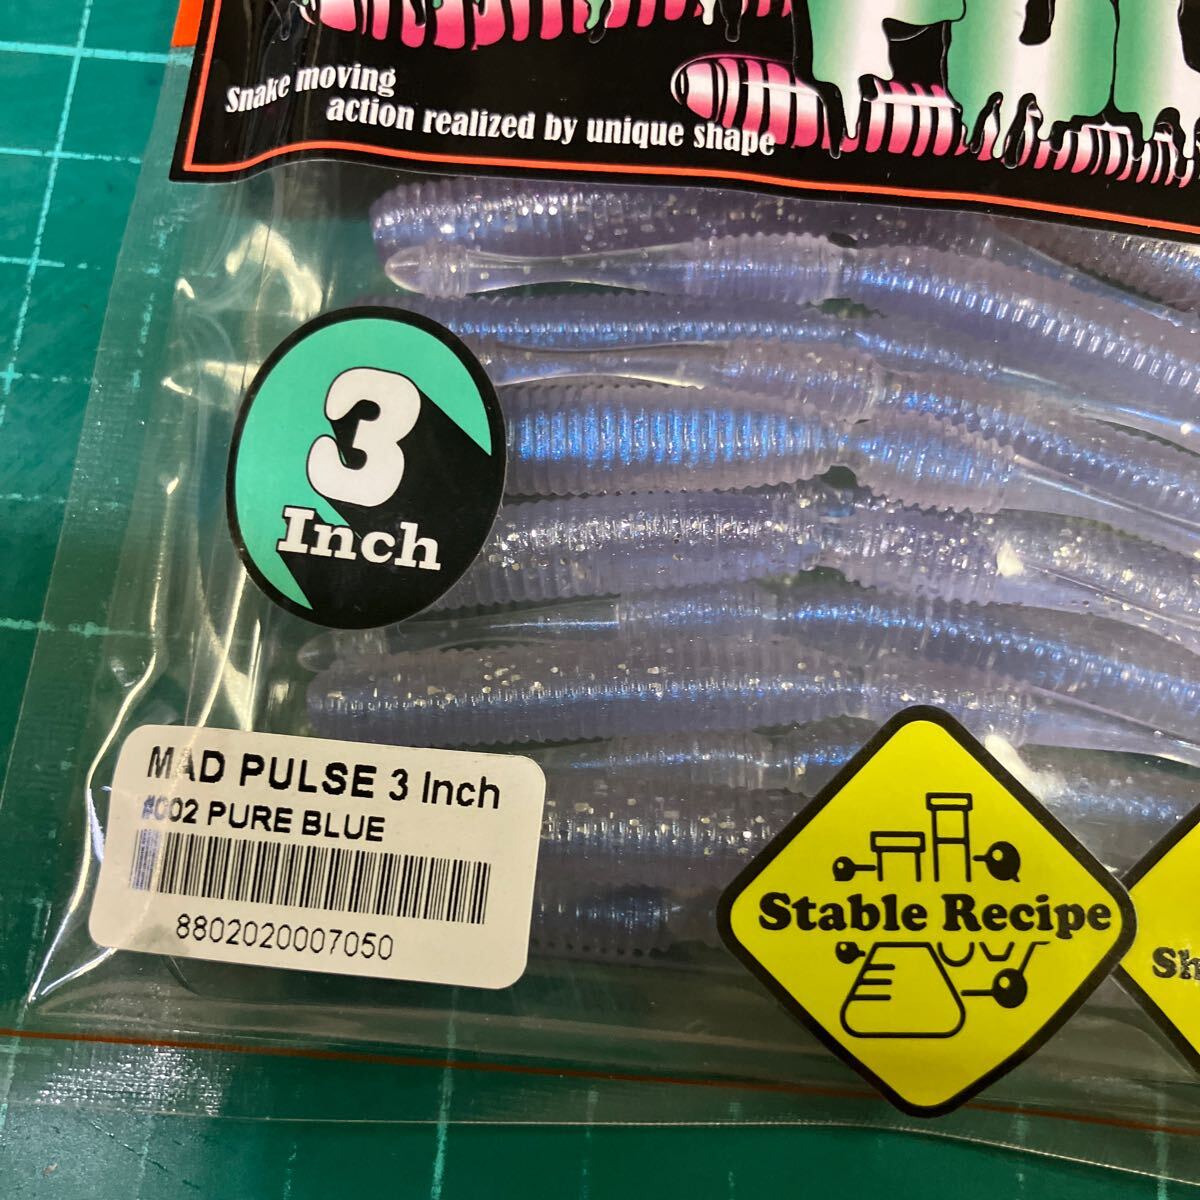 Snake moving
action realized by unique shape
3
Inch
MAD PULSE 3 Inch
#002 PURE BLUE
8802020007050
Stable Recipe